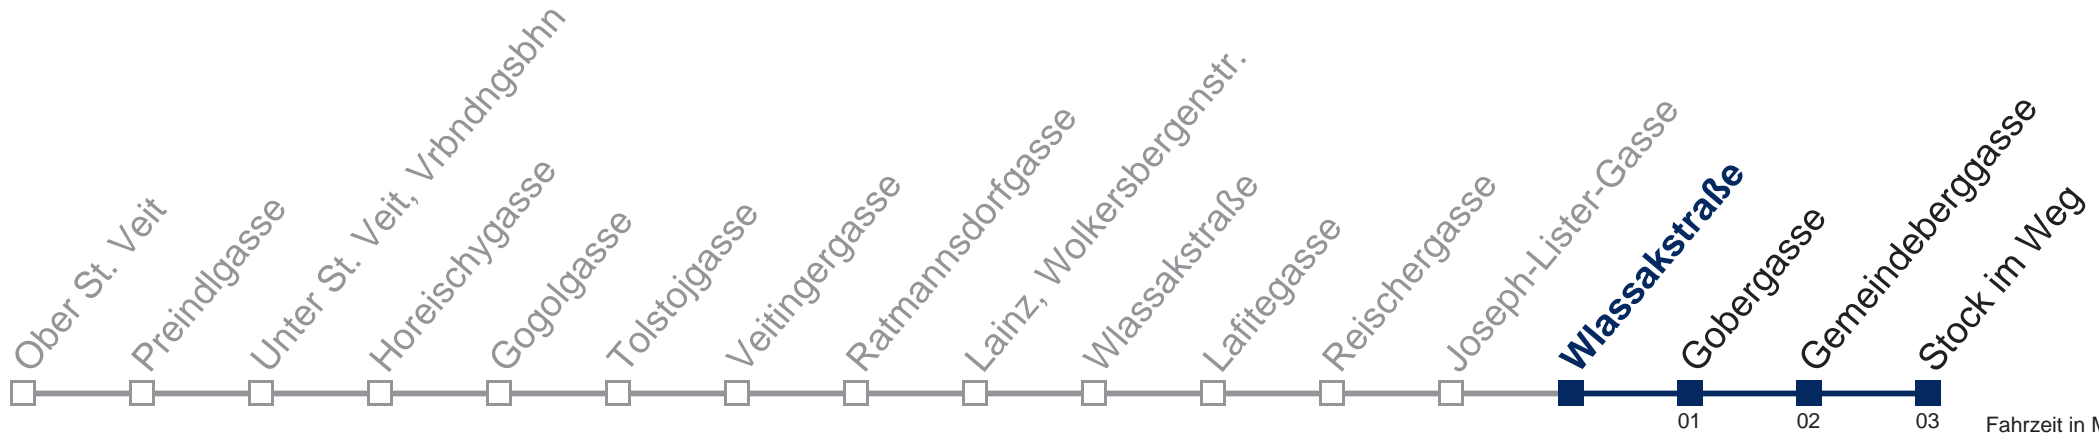 Ober St. Veit
Preindlgasse
Unter St. Veit, Vrbndngsbhn
Horeischygasse
Gogolgasse
Tolstojgasse
Veitingergasse
Ratmannsdorfgasse
Lainz, Wolkersbergenstr.
Wlassakstraße
Lafitegasse
Reischergasse
Joseph-Lister-Gasse
Wlassakstraße
Gobergasse
Gemeindeberggasse
Stock im Weg
01
02
03
Fahrzeit in M